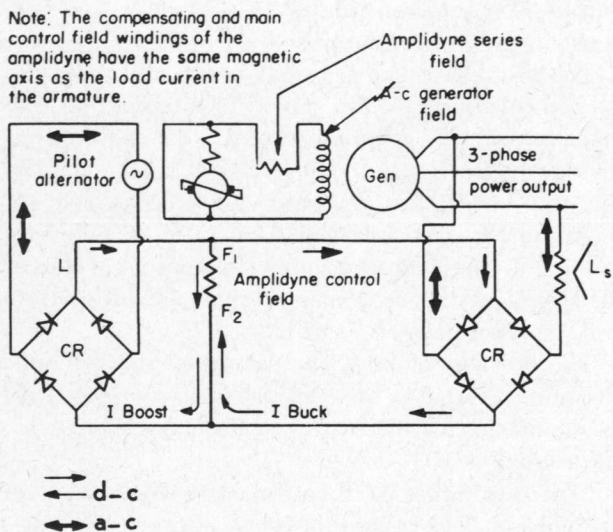 Note: The compensating and main
control field windings of the
amplidyne have the same magnetic
axis as the load current in
the armature.
Amplidyne series
field
A-c generator
field
Pilot
alternator
~
Gen
3-phase
power output
F1
F2
Amplidyne control
field
Ls
CR
CR
I Boost
I Buck
d-c
a-c